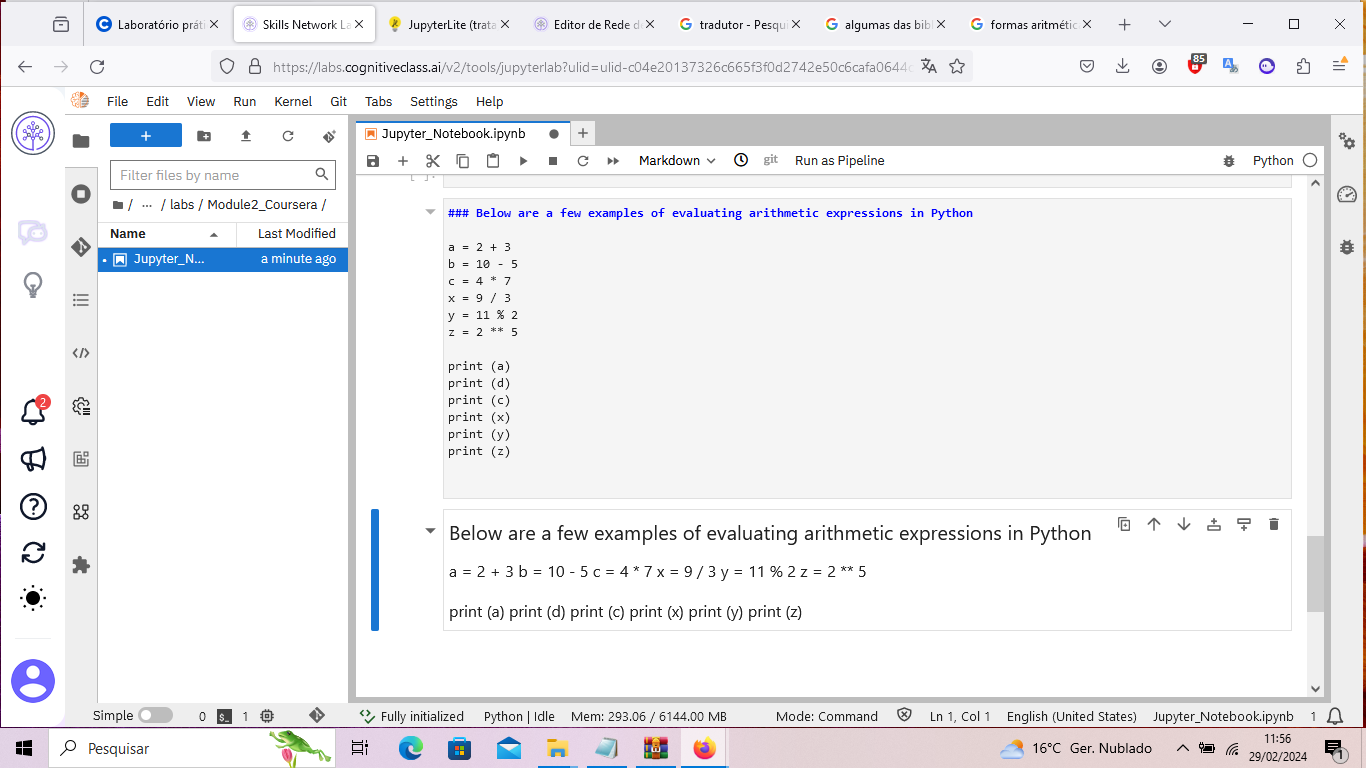 Laboratório práti
Skills Network La
JupyterLite (trata
Editor de Rede de
tradutor - Pesqui
algumas das bibl
formas aritmétic
https://labs.cognitiveclass.ai/v2/tools/jupyterlab?ulid=ulid-c04e20137326c665f3f0d2742e50c6cafa0644c
85
File Edit View Run Kernel Git Tabs Settings Help
+
Filter files by name
/ ... / labs / Module2_Coursera /
Name Last Modified
Jupyter_N... a minute ago
Jupyter_Notebook.ipynb
Markdown
git
Run as Pipeline
Python
[ ]:
### Below are a few examples of evaluating arithmetic expressions in Python
a = 2 + 3
b = 10 - 5
c = 4 * 7
x = 9 / 3
y = 11 % 2
z = 2 ** 5
print (a)
print (d)
print (c)
print (x)
print (y)
print (z)
Below are a few examples of evaluating arithmetic expressions in Python
a = 2 + 3 b = 10 - 5 c = 4 * 7 x = 9 / 3 y = 11 % 2 z = 2 ** 5
print (a) print (d) print (c) print (x) print (y) print (z)
2
Simple 0 1 Fully initialized Python | Idle Mem: 293.06 / 6144.00 MB Mode: Command Ln 1, Col 1 English (United States) Jupyter_Notebook.ipynb 1
Pesquisar
16°C Ger. Nublado
11:56
29/02/2024
1